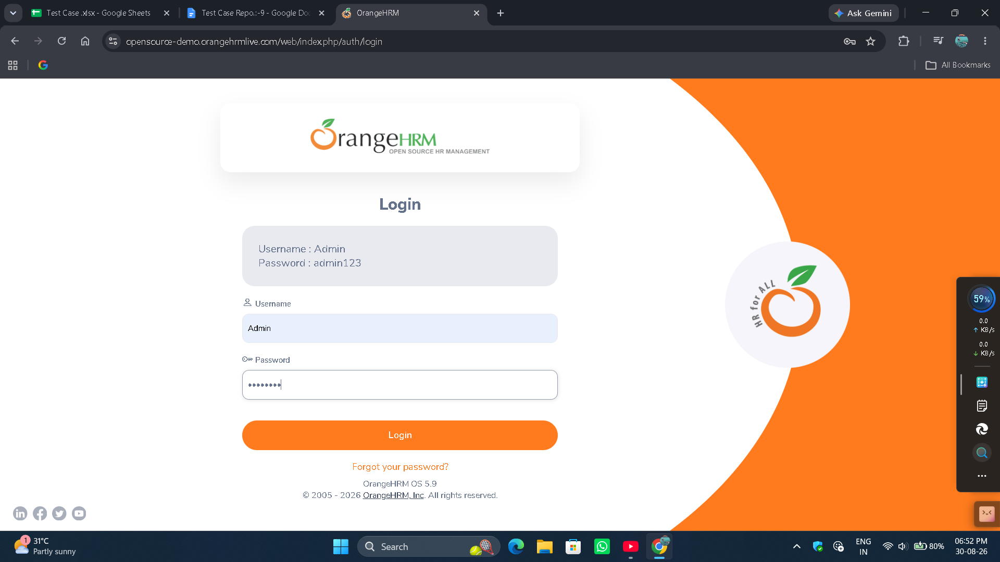 Test Case .xlsx - Google Sheets
Test Case Repo.:-9 - Google Do
OrangeHRM
Ask Gemini
opensource-demo.orangehrmlive.com/web/index.php/auth/login
All Bookmarks
OrangeHRM
OPEN SOURCE HR MANAGEMENT
Login
Username : Admin
Password : admin123
Username
Admin
Password
Login
Forgot your password?
OrangeHRM OS 5.9
© 2005 - 2026 OrangeHRM, Inc. All rights reserved.
HR for ALL
59%
0.0
↑ KB/s
0.0
↓ KB/s
1
31°C
Partly sunny
Search
ENG
IN
80%
06:52 PM
30-08-26